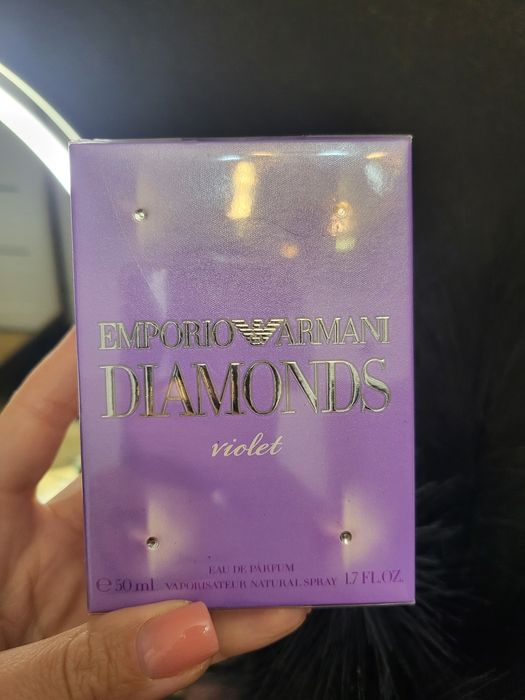 EMPORIO ARMANI
DIAMONDS
violet
EAU DE PARFUM
℮ 50 ml VAPORISATEUR NATURAL SPRAY 1.7 FL.OZ.